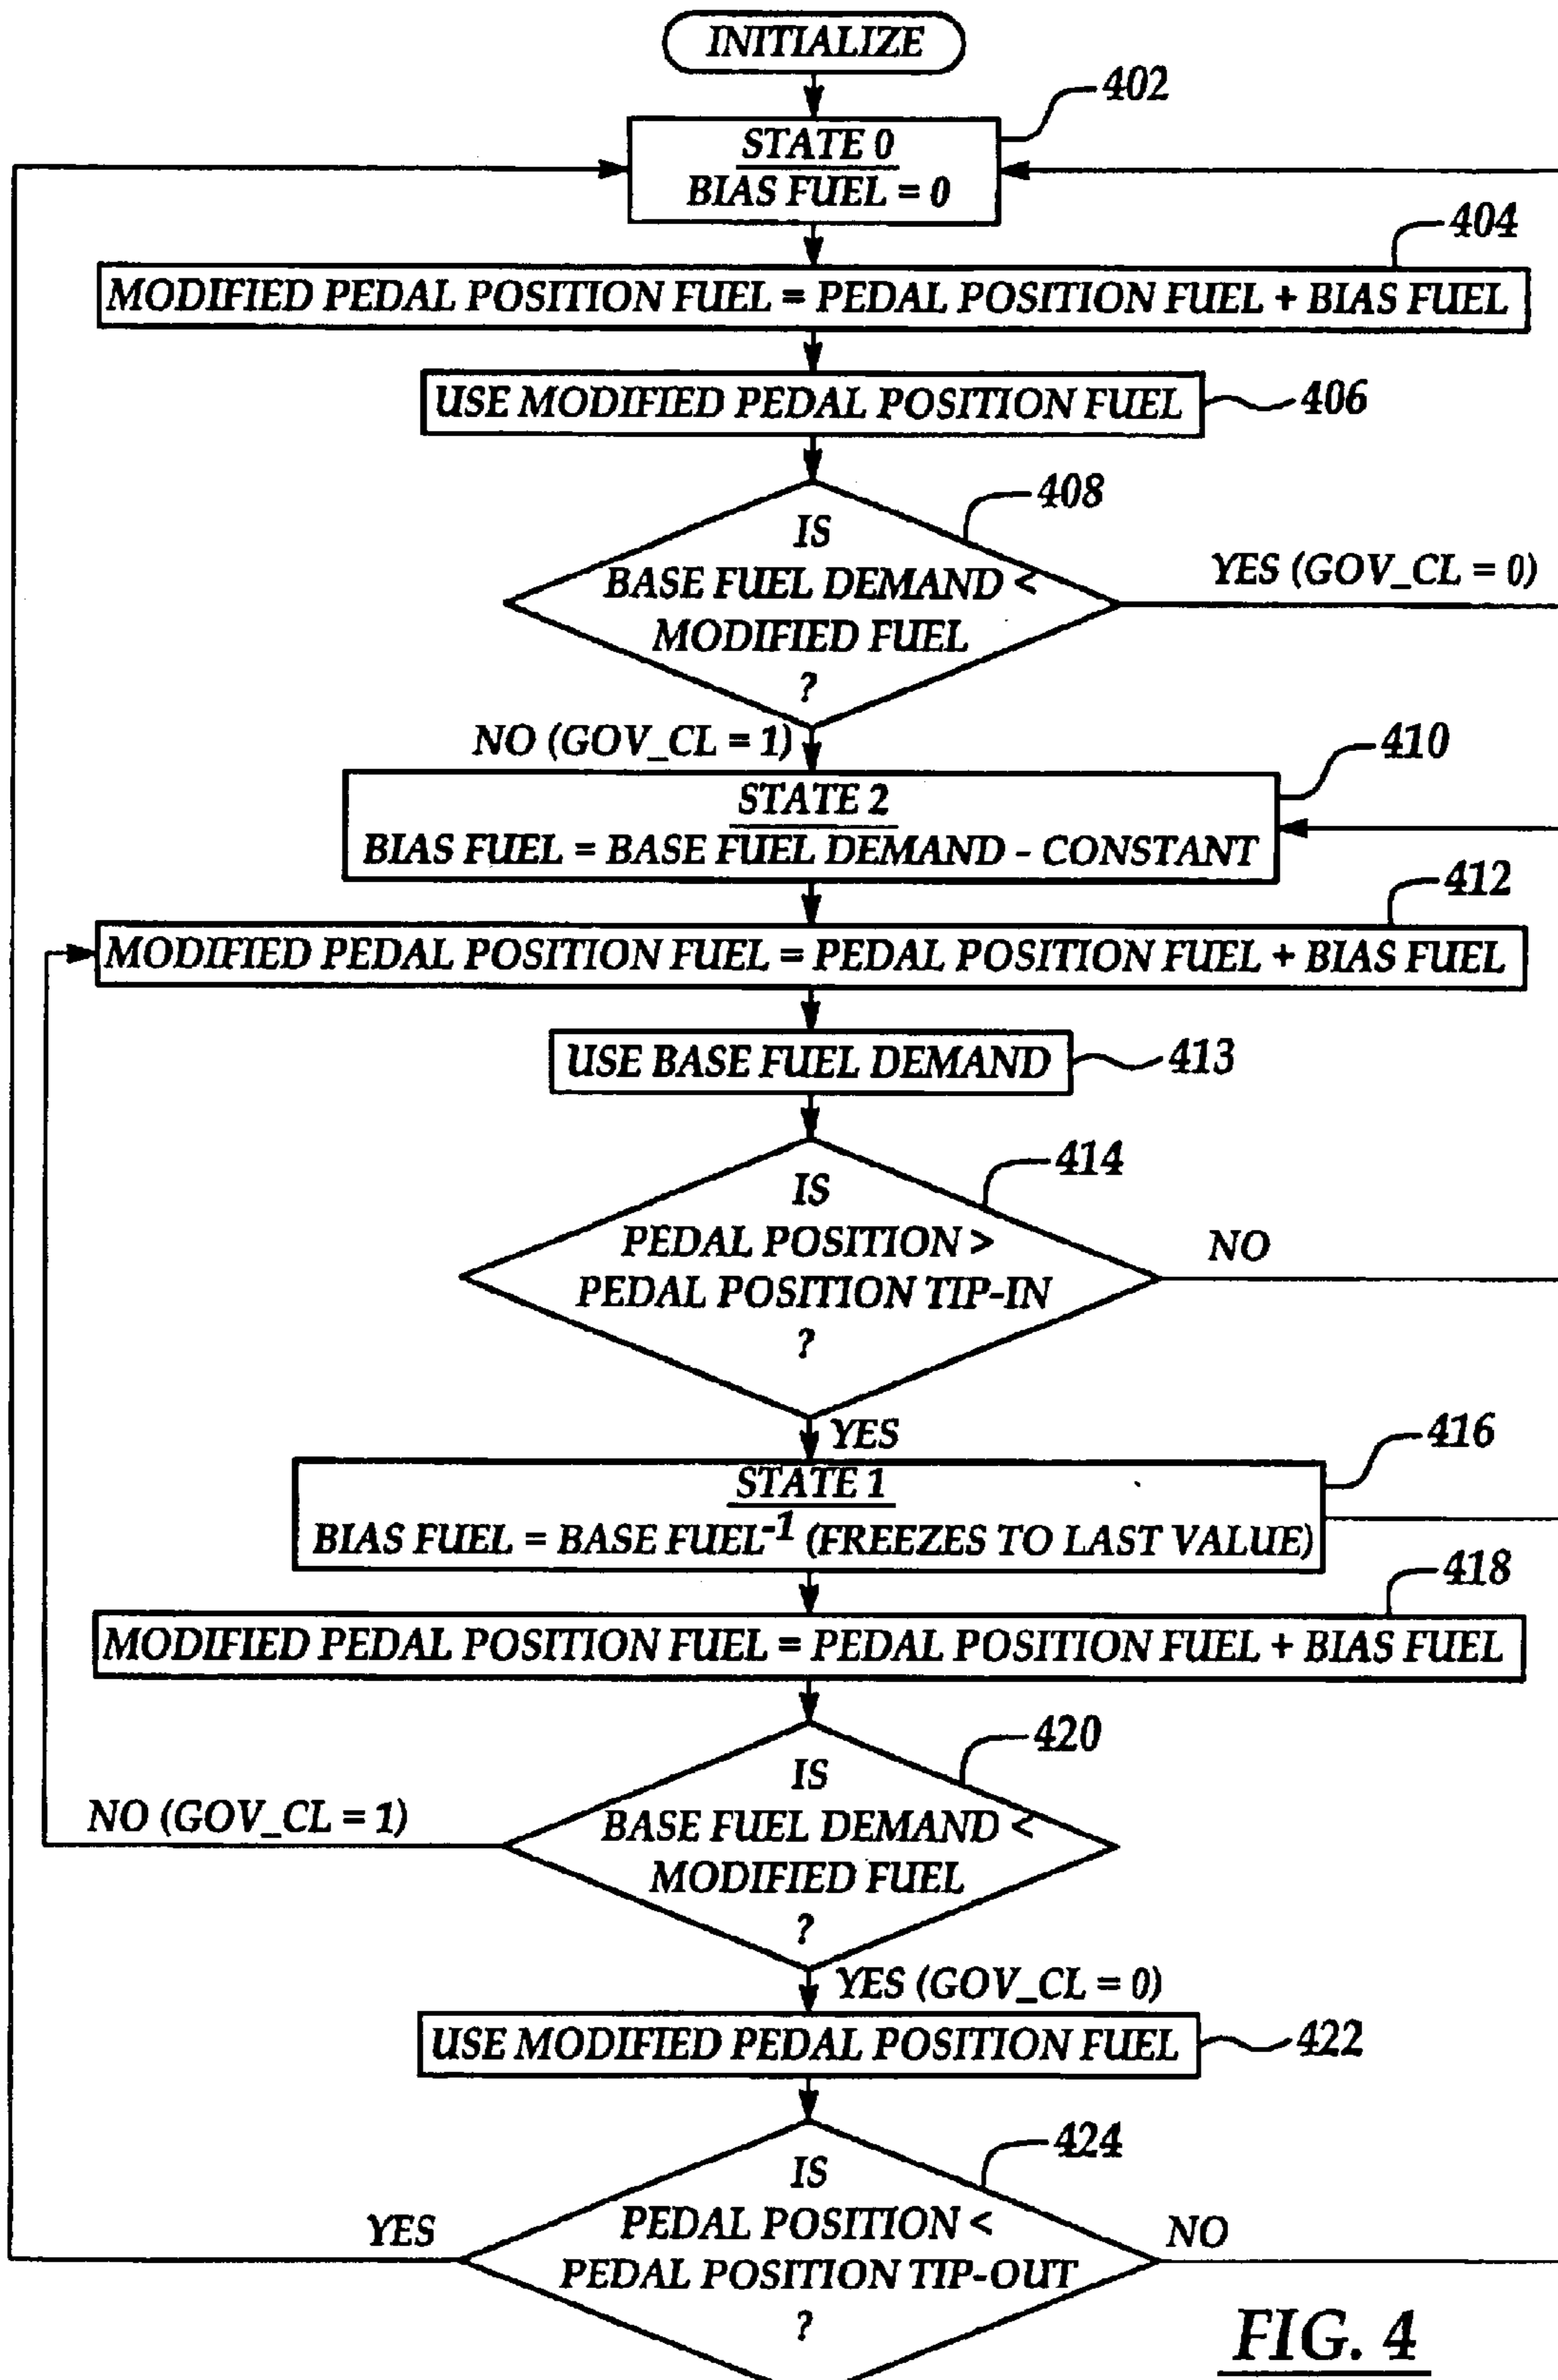 INITIALIZE
402
STATE 0
BIAS FUEL = 0
404
MODIFIED PEDAL POSITION FUEL = PEDAL POSITION FUEL + BIAS FUEL
USE MODIFIED PEDAL POSITION FUEL
406
408
IS
BASE FUEL DEMAND <
MODIFIED FUEL
?
YES (GOV_CL = 0)
NO (GOV_CL = 1)
410
STATE 2
BIAS FUEL = BASE FUEL DEMAND - CONSTANT
412
MODIFIED PEDAL POSITION FUEL = PEDAL POSITION FUEL + BIAS FUEL
USE BASE FUEL DEMAND
413
414
IS
PEDAL POSITION >
PEDAL POSITION TIP-IN
?
NO
YES
416
STATE 1
BIAS FUEL = BASE FUEL⁻¹ (FREEZES TO LAST VALUE)
418
MODIFIED PEDAL POSITION FUEL = PEDAL POSITION FUEL + BIAS FUEL
420
IS
BASE FUEL DEMAND <
MODIFIED FUEL
?
NO (GOV_CL = 1)
YES (GOV_CL = 0)
USE MODIFIED PEDAL POSITION FUEL
422
424
IS
PEDAL POSITION <
PEDAL POSITION TIP-OUT
?
YES
NO
FIG. 4